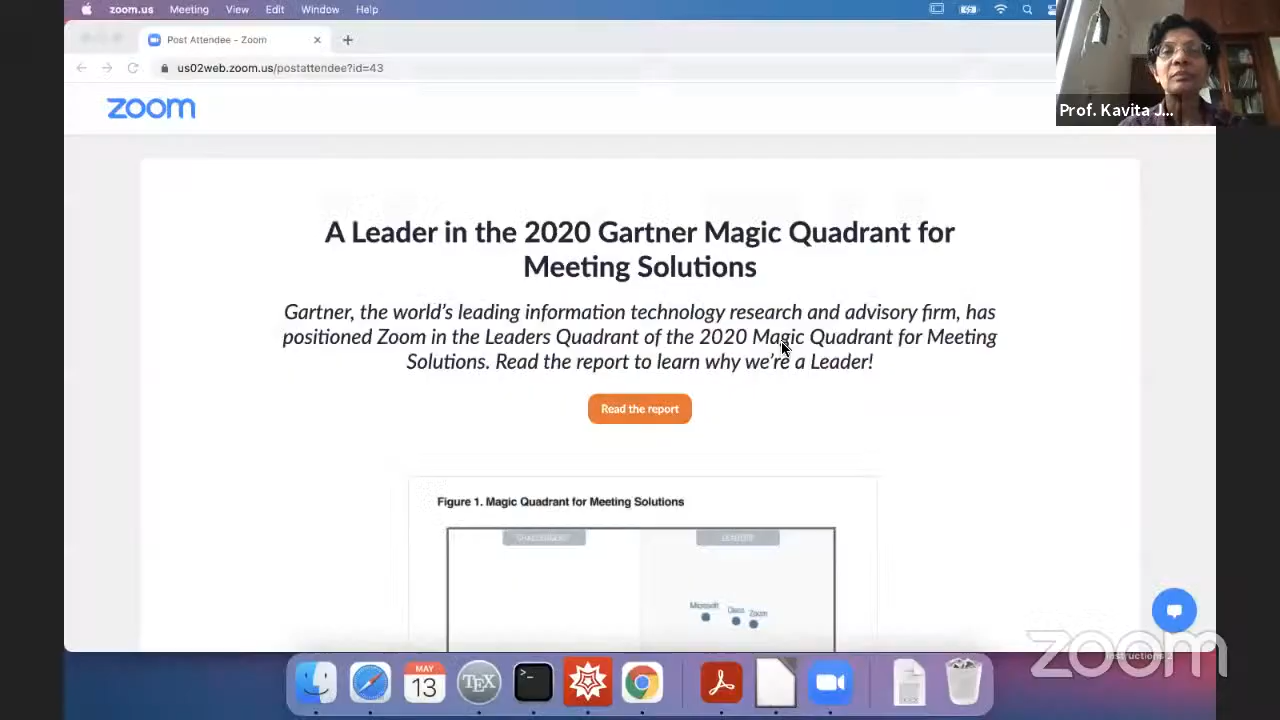 zoom.us Meeting View Edit Window Help
Post Attendee - Zoom
us02web.zoom.us/postattendee?id=43
zoom
Prof. Kavita J...
A Leader in the 2020 Gartner Magic Quadrant for
Meeting Solutions
Gartner, the world's leading information technology research and advisory firm, has
positioned Zoom in the Leaders Quadrant of the 2020 Magic Quadrant for Meeting
Solutions. Read the report to learn why we're a Leader!
Read the report
Figure 1. Magic Quadrant for Meeting Solutions
CHALLENGERS LEADERS
Microsoft Cisco Zoom
MAY
13
TEX
>_
Instructions 2
zoom